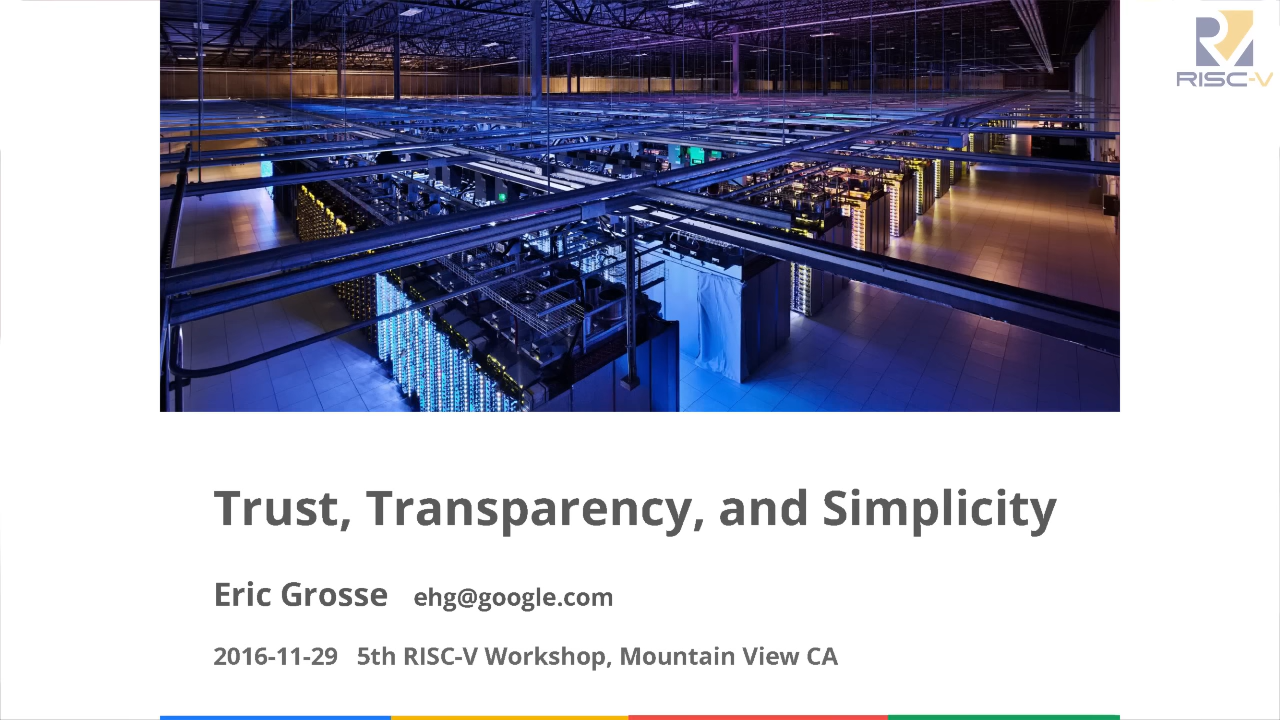 RISC-V
Trust, Transparency, and Simplicity
Eric Grosse ehg@google.com
2016-11-29 5th RISC-V Workshop, Mountain View CA